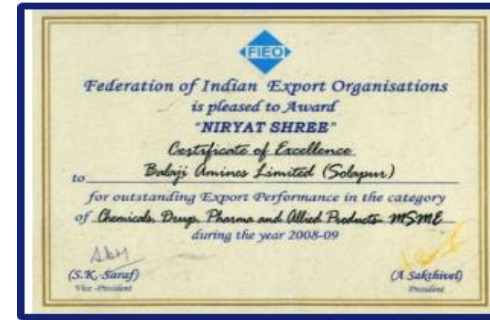 FIEO
Federation of Indian Export Organisations
is pleased to Award
"NIRYAT SHREE"
Certificate of Excellence
to Balaji Amines Limited (Solapur)
for outstanding Export Performance in the category
of Chemicals, Drugs, Pharma and Allied Products MSME
during the year 2008-09
(S.K. Saraf)
Vice-President
(A Sakthivel)
President